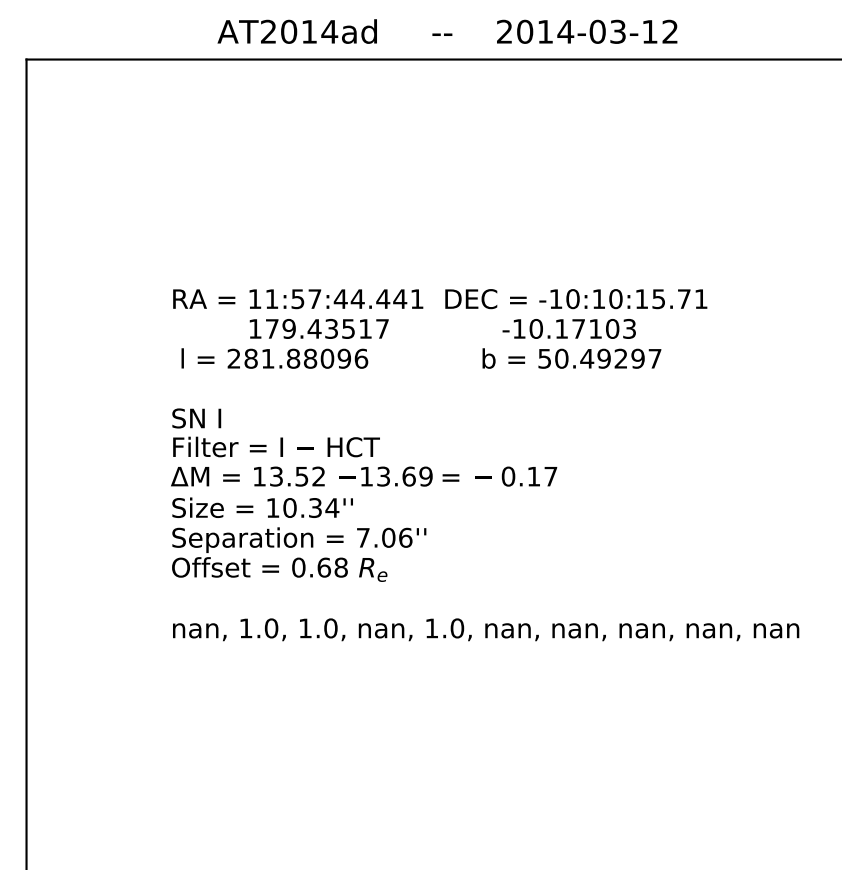 AT2014ad -- 2014-03-12
RA = 11:57:44.441 DEC = -10:10:15.71
179.43517 -10.17103
l = 281.88096 b = 50.49297
SN I
Filter = I − HCT
ΔM = 13.52 −13.69 = − 0.17
Size = 10.34''
Separation = 7.06''
Offset = 0.68 Re
nan, 1.0, 1.0, nan, 1.0, nan, nan, nan, nan, nan